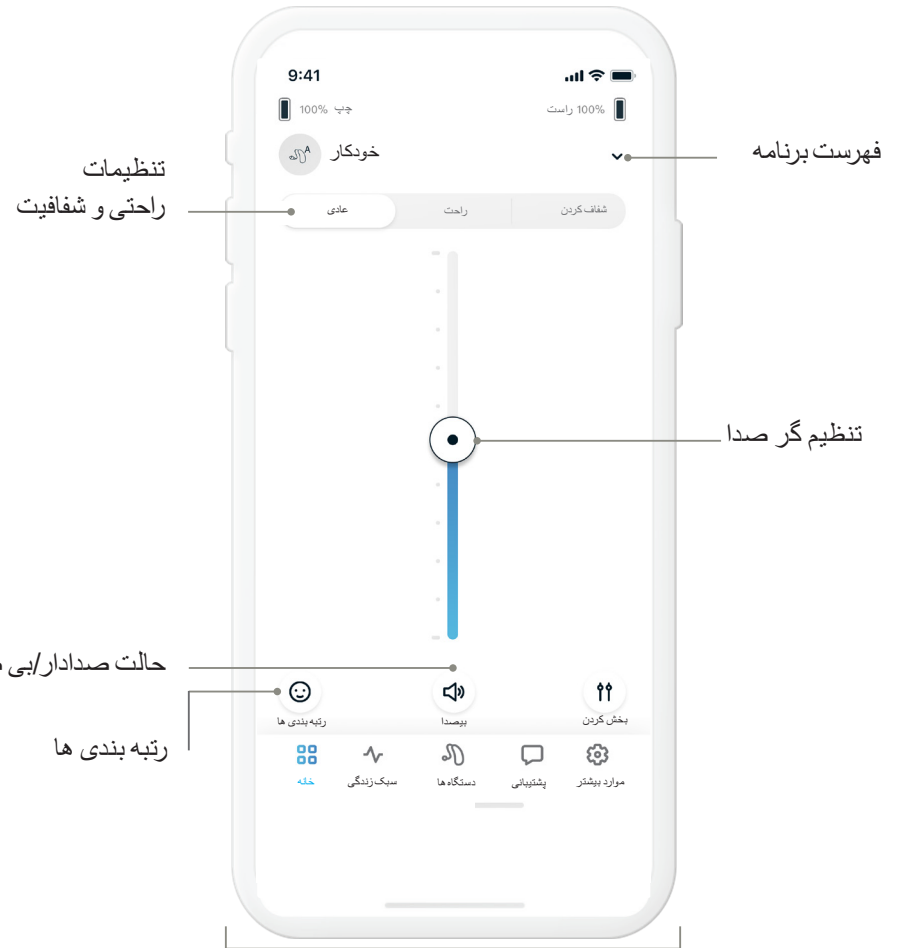 9:41
چپ 100%
100% راست
خودکار
فهرست برنامه
تنظیمات
راحتی و شفافیت
عادی
راحت
شفاف کردن
تنظیم گر صدا
حالت صدادار/بی
رتبه بندی ها
بیصدا
بخش کردن
رتبه بندی ها
خانه
سبک زندگی
دستگاه ها
پشتیبانی
موارد بیشتر